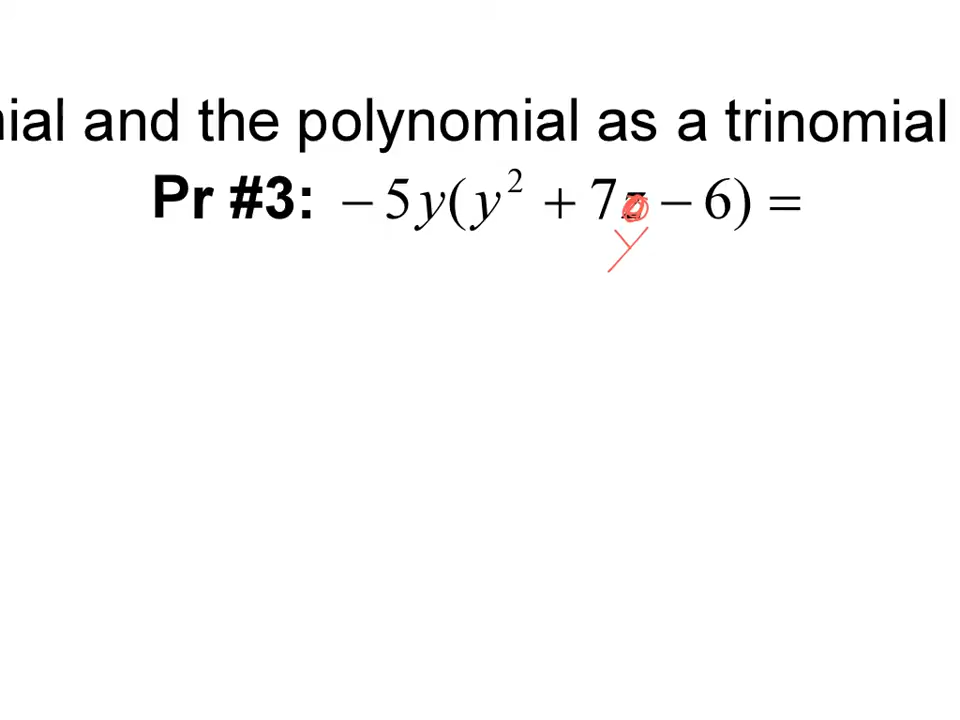 ial and the polynomial as a trinomial
Pr #3: − 5y(y² + 7z − 6) =
y